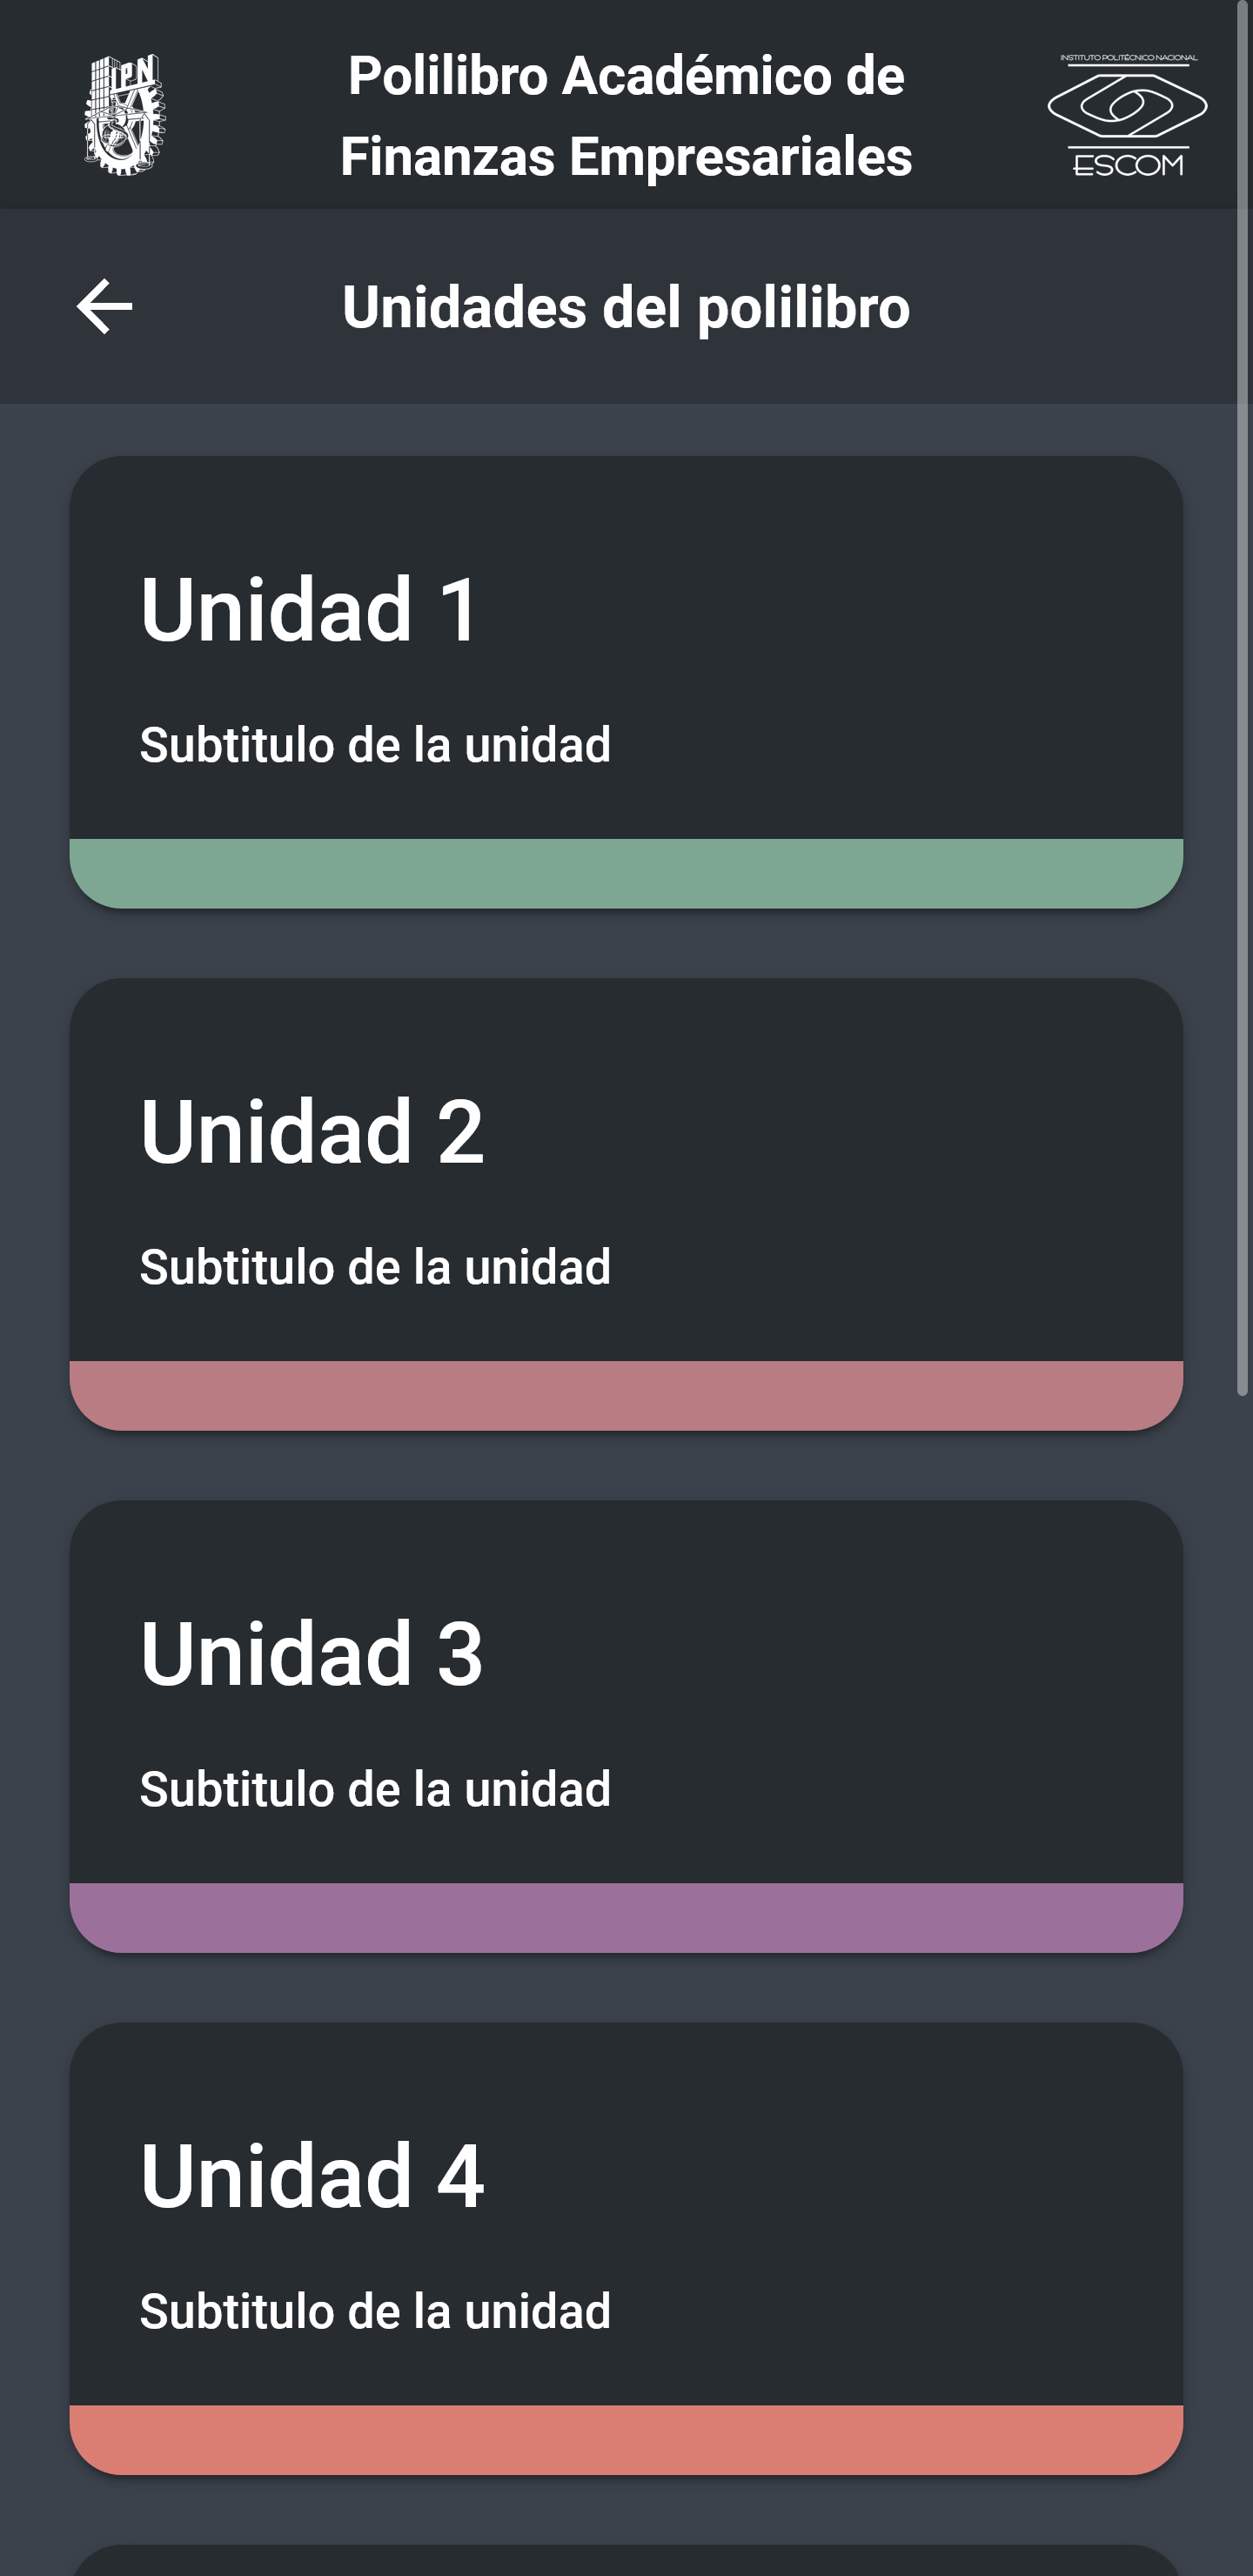 IPN
Polilibro Académico de
Finanzas Empresariales
INSTITUTO POLITÉCNICO NACIONAL
ESCOM
Unidades del polilibro
Unidad 1
Subtitulo de la unidad
Unidad 2
Subtitulo de la unidad
Unidad 3
Subtitulo de la unidad
Unidad 4
Subtitulo de la unidad